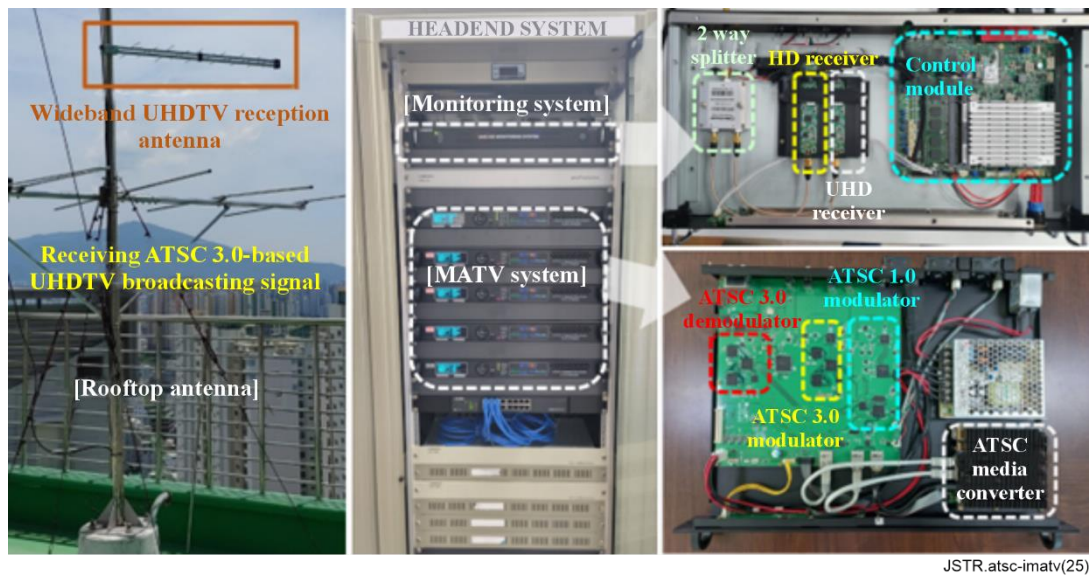 Wideband UHDTV reception
antenna
Receiving ATSC 3.0-based
UHDTV broadcasting signal
[Rooftop antenna]
HEADEND SYSTEM
[Monitoring system]
[MATV system]
2 way
splitter
HD receiver
Control
module
UHD
receiver
ATSC 3.0
demodulator
ATSC 1.0
modulator
ATSC 3.0
modulator
ATSC
media
converter
JSTR.atsc-imatv(25)